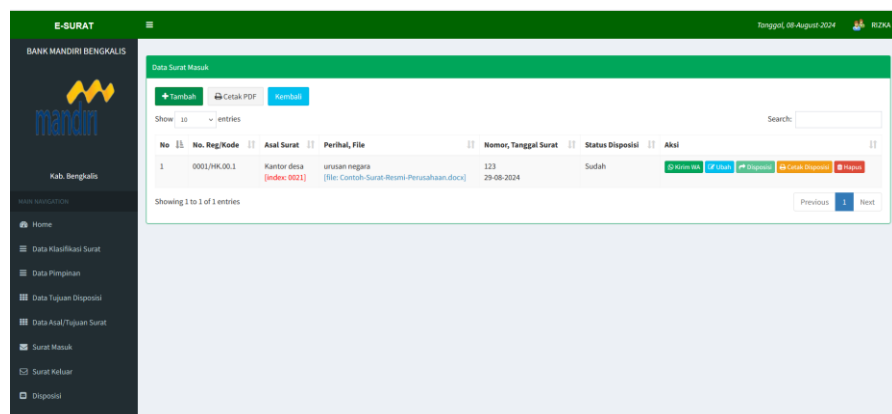 E-SURAT
Tanggal, 08-August-2024 RIZKA
BANK MANDIRI BENGKALIS
mandiri
Kab. Bengkalis
MAIN NAVIGATION
Home
Data Klasifikasi Surat
Data Pimpinan
Data Tujuan Disposisi
Data Asal/Tujuan Surat
Surat Masuk
Surat Keluar
Disposisi
Data Surat Masuk
Tambah Cetak PDF Kembali
Show 10 entries Search:
No No. Reg/Kode Asal Surat Perihal, File Nomor, Tanggal Surat Status Disposisi Aksi
1 0001/HK.00.1 Kantor desa urusan negara 123 Sudah Kirim WA Ubah Disposisi Cetak Disposisi Hapus
[index: 0021] [file: Contoh-Surat-Resmi-Perusahaan.docx] 29-08-2024
Showing 1 to 1 of 1 entries Previous 1 Next